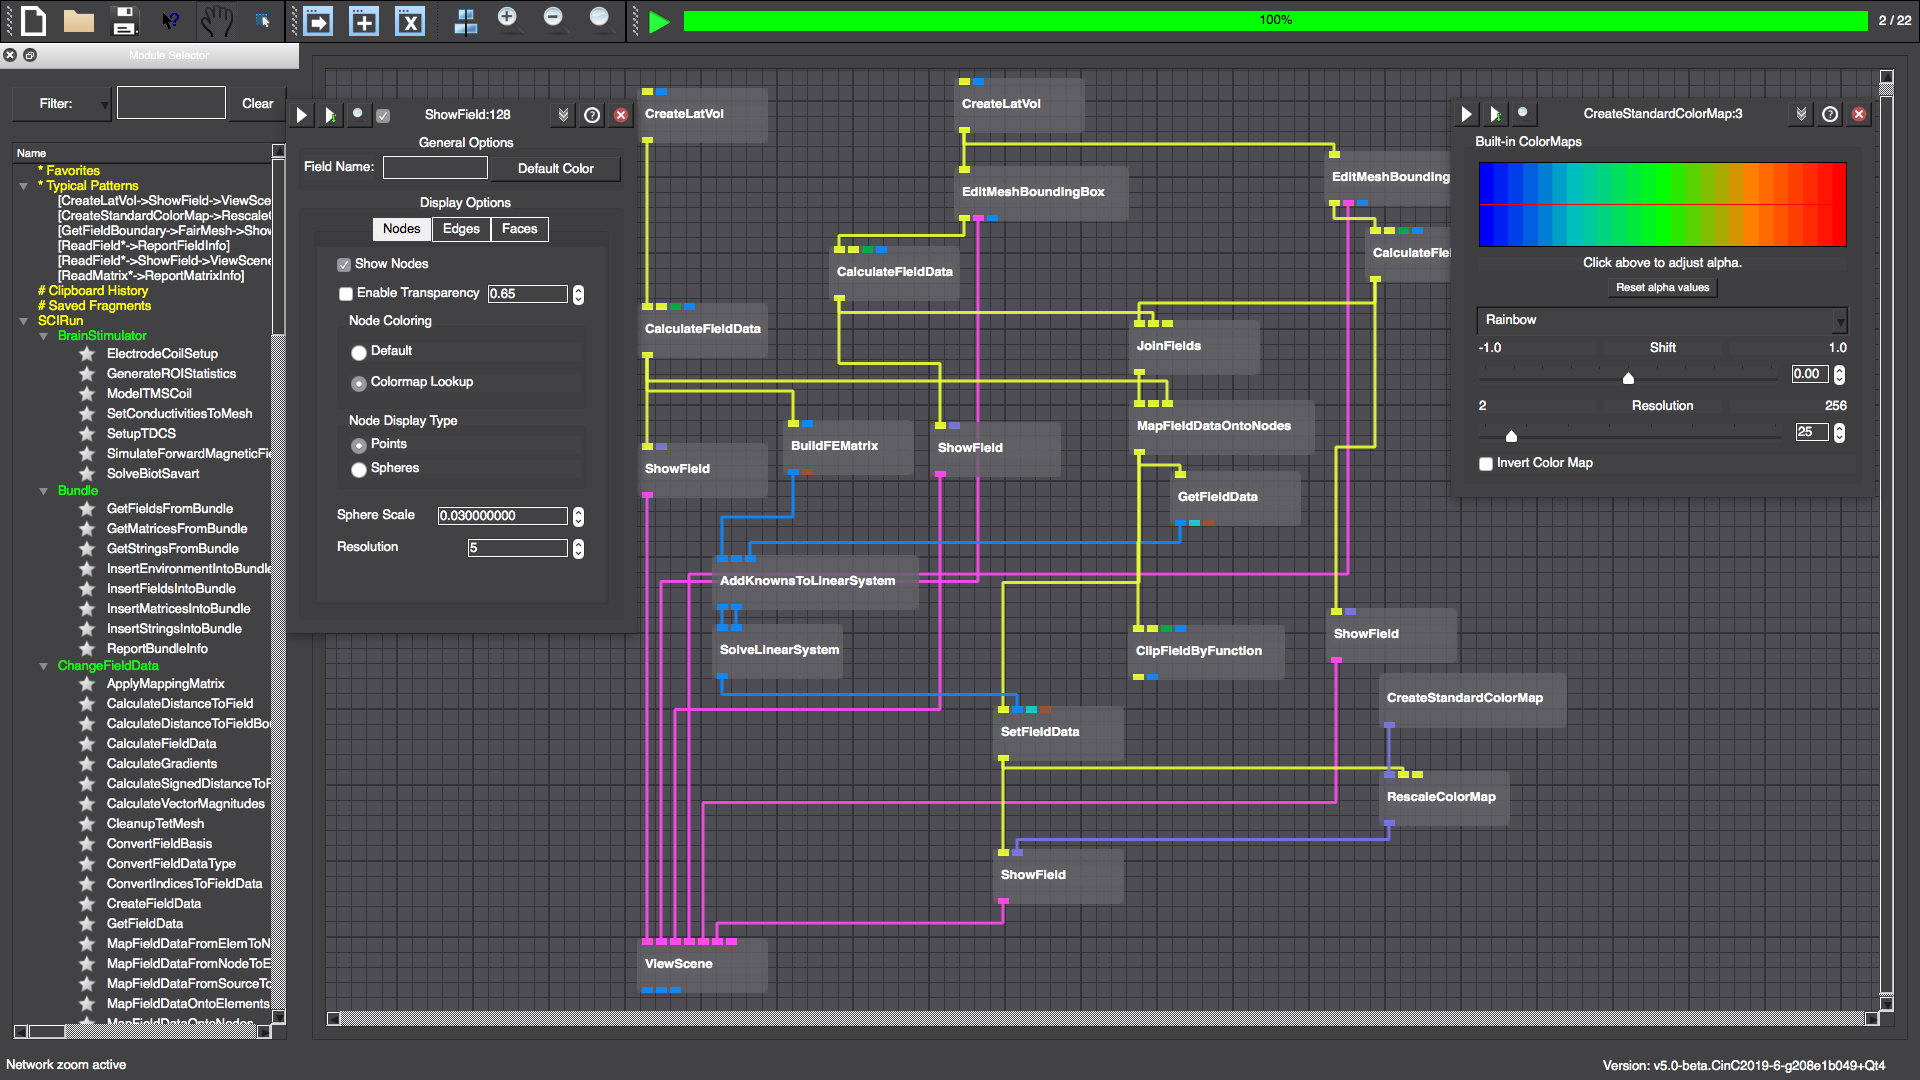 100%
2 / 22
Module Selector
Filter:
Clear
Name
* Favorites
* Typical Patterns
[CreateLatVol->ShowField->ViewSce
[CreateStandardColorMap->Rescale
[GetFieldBoundary->FairMesh->Sho
[ReadField*->ReportFieldInfo]
[ReadField*->ShowField->ViewScene
[ReadMatrix*->ReportMatrixInfo]
# Clipboard History
# Saved Fragments
SCIRun
BrainStimulator
ElectrodeCoilSetup
GenerateROIStatistics
ModelTMSCoil
SetConductivitiesToMesh
SetupTDCS
SimulateForwardMagneticFie
SolveBiotSavart
Bundle
GetFieldsFromBundle
GetMatricesFromBundle
GetStringsFromBundle
InsertEnvironmentIntoBundle
InsertFieldsIntoBundle
InsertMatricesIntoBundle
InsertStringsIntoBundle
ReportBundleInfo
ChangeFieldData
ApplyMappingMatrix
CalculateDistanceToField
CalculateDistanceToFieldBo
CalculateFieldData
CalculateGradients
CalculateSignedDistanceToF
CalculateVectorMagnitudes
CleanupTetMesh
ConvertFieldBasis
ConvertFieldDataType
ConvertIndicesToFieldData
CreateFieldData
GetFieldData
MapFieldDataFromElemToN
MapFieldDataFromNodeToE
MapFieldDataFromSourceTo
MapFieldDataOntoElements
MapFieldDataOntoNodes
ShowField:128
General Options
Field Name:
Default Color
Display Options
Nodes
Edges
Faces
Show Nodes
Enable Transparency
0.65
Node Coloring
Default
Colormap Lookup
Node Display Type
Points
Spheres
Sphere Scale
0.030000000
Resolution
5
CreateLatVol
CreateLatVol
EditMeshBoundingBox
EditMeshBounding
CalculateFieldData
CalculateFie
CalculateFieldData
JoinFields
BuildFEMatrix
ShowField
MapFieldDataOntoNodes
ShowField
GetFieldData
AddKnownsToLinearSystem
SolveLinearSystem
ClipFieldByFunction
ShowField
CreateStandardColorMap
SetFieldData
RescaleColorMap
ShowField
ViewScene
CreateStandardColorMap:3
Built-in ColorMaps
Click above to adjust alpha.
Reset alpha values
Rainbow
-1.0
Shift
1.0
0.00
2
Resolution
256
25
Invert Color Map
Network zoom active
Version: v5.0-beta.CinC2019-6-g208e1b049+Qt4